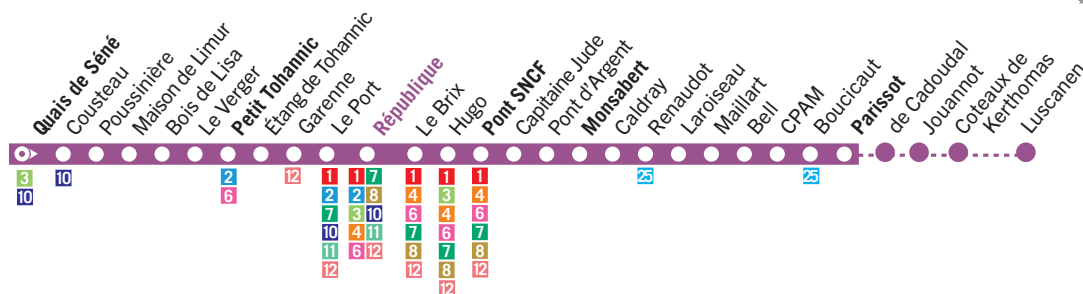 Quais de Séné
Cousteau
Poussinière
Maison de Limur
Bois de Lisa
Le Verger
Petit Tohannic
Étang de Tohannic
Garenne
Le Port
République
Le Brix
Hugo
Pont SNCF
Capitaine Jude
Pont d'Argent
Monsabert
Caldray
Renaudot
Laroiseau
Maillart
Bell
CPAM
Boucicaut
Parissot
de Cadoudal
Jouannot
Coteaux de
Kerthomas
Luscanen
3
10
10
2
6
12
1
2
7
10
11
12
1 7
2 8
3 10
4 11
6 12
1
4
6
7
8
12
1
3
4
6
7
8
12
1
4
6
7
8
25
25